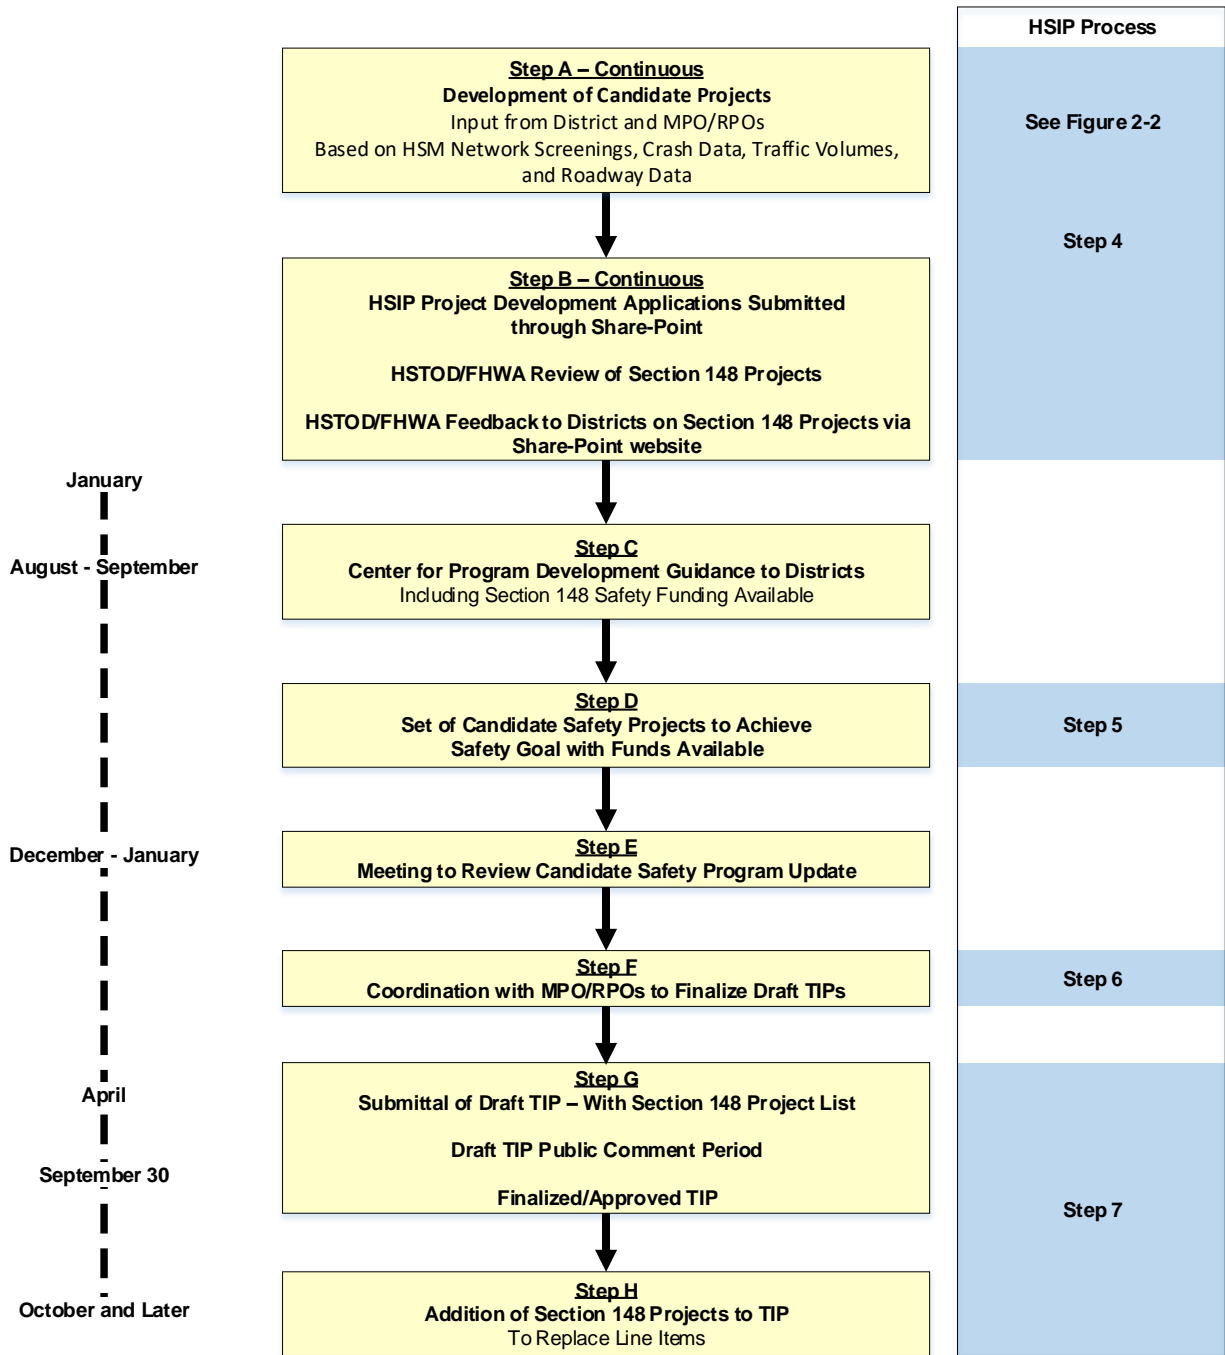 HSIP Process
Step A – Continuous
Development of Candidate Projects
Input from District and MPO/RPOs
Based on HSM Network Screenings, Crash Data, Traffic Volumes,
and Roadway Data
See Figure 2-2
Step 4
Step B – Continuous
HSIP Project Development Applications Submitted
through Share-Point
HSTOD/FHWA Review of Section 148 Projects
HSTOD/FHWA Feedback to Districts on Section 148 Projects via
Share-Point website
January
August - September
Step C
Center for Program Development Guidance to Districts
Including Section 148 Safety Funding Available
Step D
Set of Candidate Safety Projects to Achieve
Safety Goal with Funds Available
Step 5
December - January
Step E
Meeting to Review Candidate Safety Program Update
Step F
Coordination with MPO/RPOs to Finalize Draft TIPs
Step 6
April
Step G
Submittal of Draft TIP – With Section 148 Project List
Draft TIP Public Comment Period
September 30
Finalized/Approved TIP
Step 7
October and Later
Step H
Addition of Section 148 Projects to TIP
To Replace Line Items